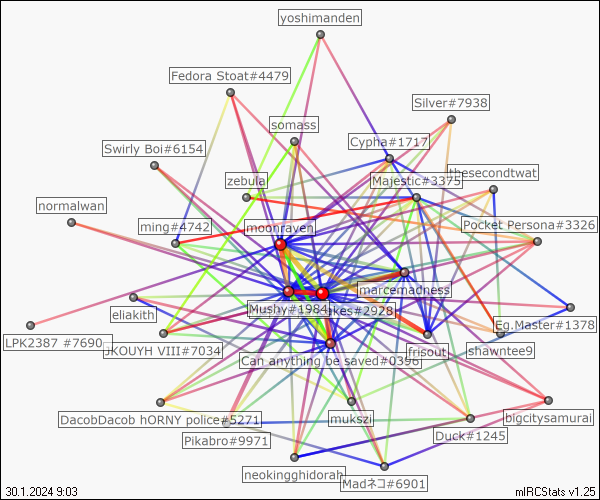 yoshimanden
Fedora Stoat#4479
Silver#7938
somass
Cypha#1717
Swirly Boi#6154
thesecondtwat
zebulal
Majestic#3375
normalwan
ming#4742
moonraven
Pocket Persona#3326
marcemadness
Mushy#1984
kes#2928
eliakith
Eg.Master#1378
LPK2387 #7690
JKOUYH VIII#7034
Can anything be saved#0396
frisout
shawntee9
DacobDacob hORNY police#5271
mukszi
bigcitysamurai
Pikabro#9971
Duck#1245
neokingghidorah
Madネコ#6901
30.1.2024 9:03
mIRCStats v1.25